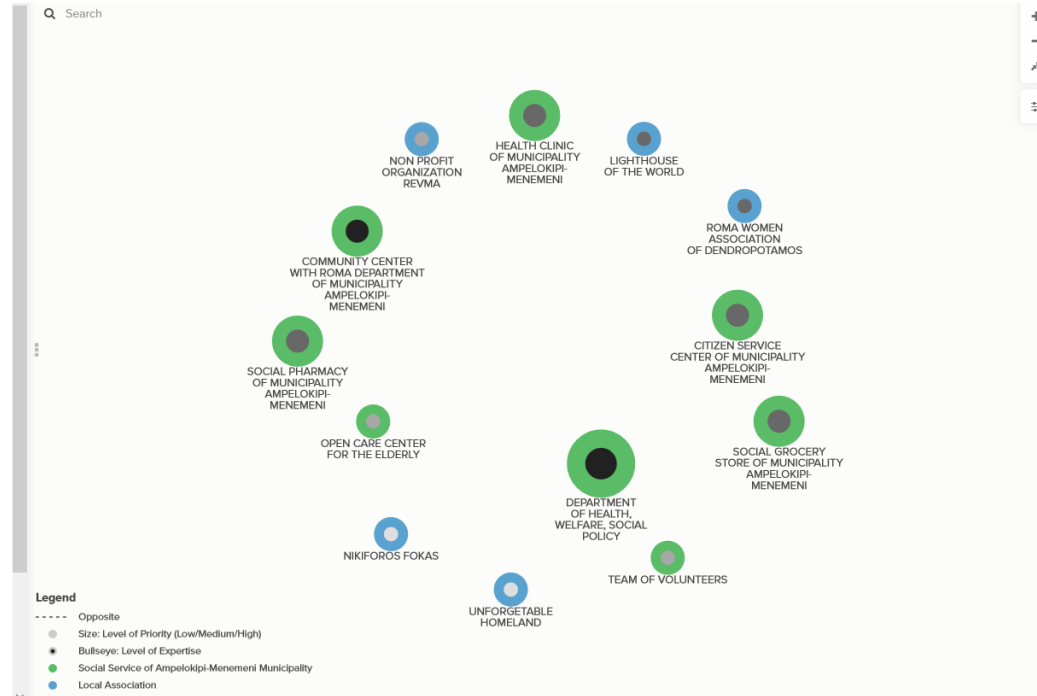 Search
HEALTH CLINIC
OF MUNICIPALITY
AMPELOKIPI-
MENEMENI
NON PROFIT
ORGANIZATION
REVMA
LIGHTHOUSE
OF THE WORLD
ROMA WOMEN
ASSOCIATION
OF DENDROPOTAMOS
COMMUNITY CENTER
WITH ROMA DEPARTMENT
OF MUNICIPALITY
AMPELOKIPI-
MENEMENI
CITIZEN SERVICE
CENTER OF MUNICIPALITY
AMPELOKIPI-
MENEMENI
SOCIAL PHARMACY
OF MUNICIPALITY
AMPELOKIPI-
MENEMENI
OPEN CARE CENTER
FOR THE ELDERLY
SOCIAL GROCERY
STORE OF MUNICIPALITY
AMPELOKIPI-
MENEMENI
DEPARTMENT
OF HEALTH,
WELFARE, SOCIAL
POLICY
NIKIFOROS FOKAS
TEAM OF VOLUNTEERS
UNFORGETABLE
HOMELAND
Legend
Opposite
Size: Level of Priority (Low/Medium/High)
Bullseye: Level of Expertise
Social Service of Ampelokipi-Menemeni Municipality
Local Association